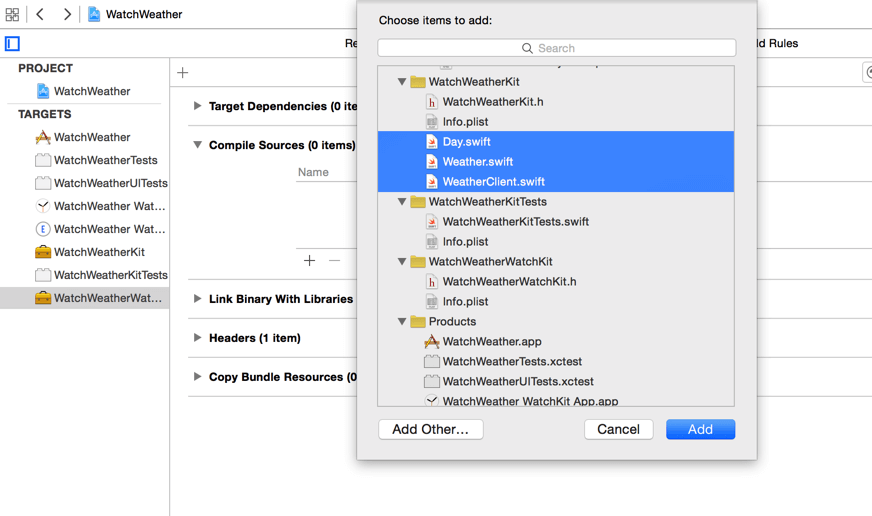 WatchWeather
Choose items to add:
Search
Re
ld Rules
PROJECT
WatchWeather
TARGETS
WatchWeather
WatchWeatherTests
WatchWeatherUITests
WatchWeather Wat...
E WatchWeather Wat...
WatchWeatherKit
WatchWeatherKitTests
WatchWeatherWat...
Target Dependencies (0 ite
Compile Sources (0 items)
Name
Link Binary With Libraries
Headers (1 item)
Copy Bundle Resources (0
WatchWeatherKit
h WatchWeatherKit.h
Info.plist
Day.swift
Weather.swift
WeatherClient.swift
WatchWeatherKitTests
WatchWeatherKitTests.swift
Info.plist
WatchWeatherWatchKit
h WatchWeatherWatchKit.h
Info.plist
Products
WatchWeather.app
WatchWeatherTests.xctest
WatchWeatherUITests.xctest
WatchWeather WatchKit App.app
Add Other...
Cancel
Add